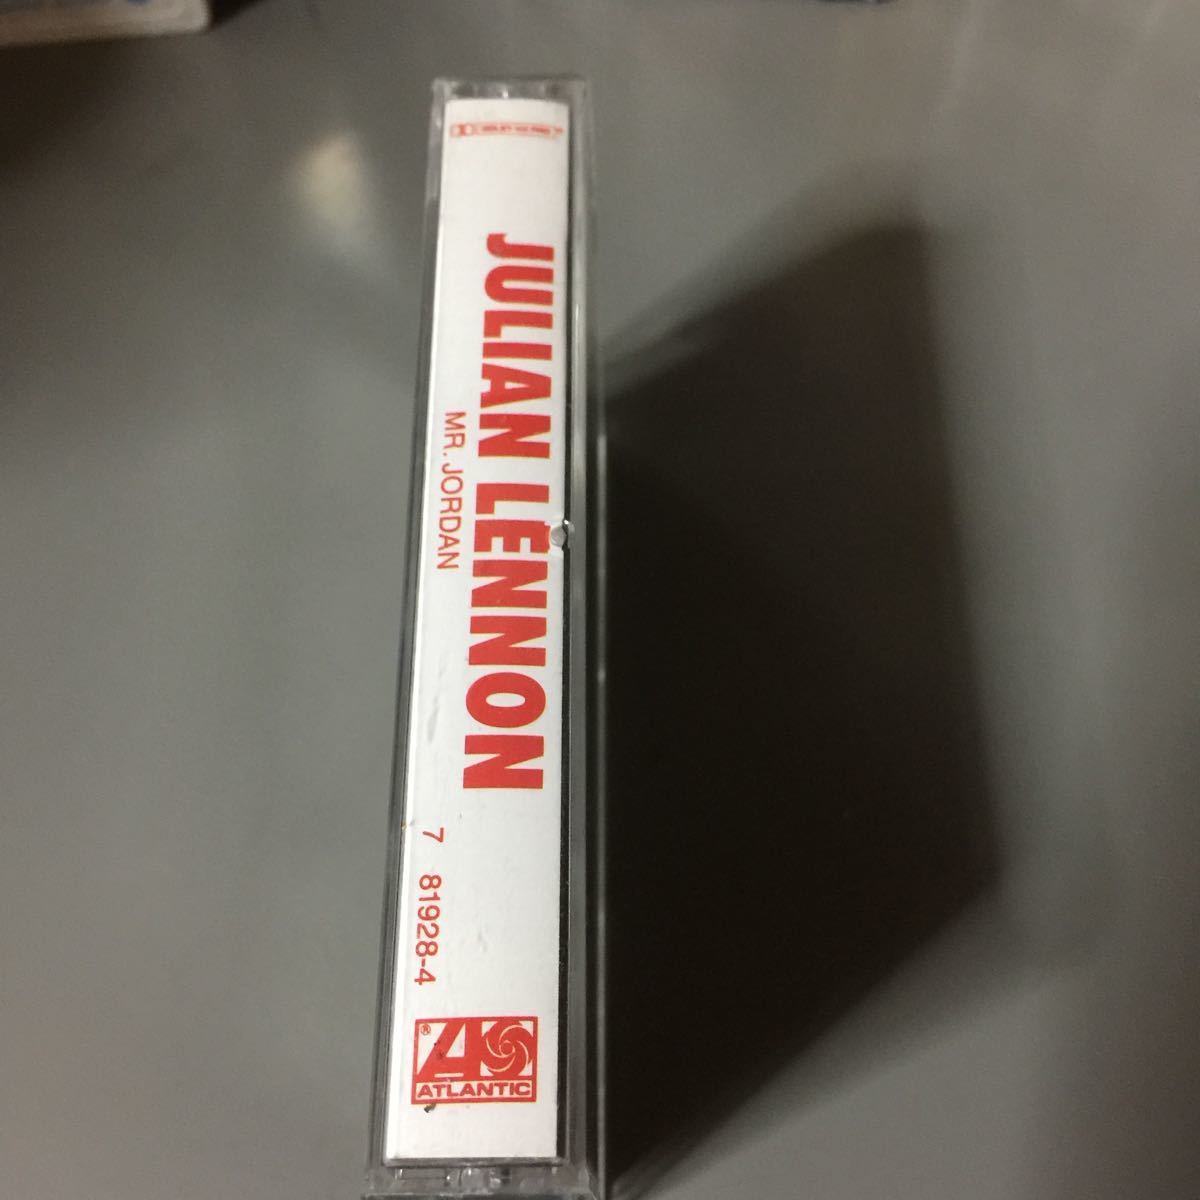 JULIAN LENNON
MR. JORDAN
7 81928-4
®
ATLANTIC